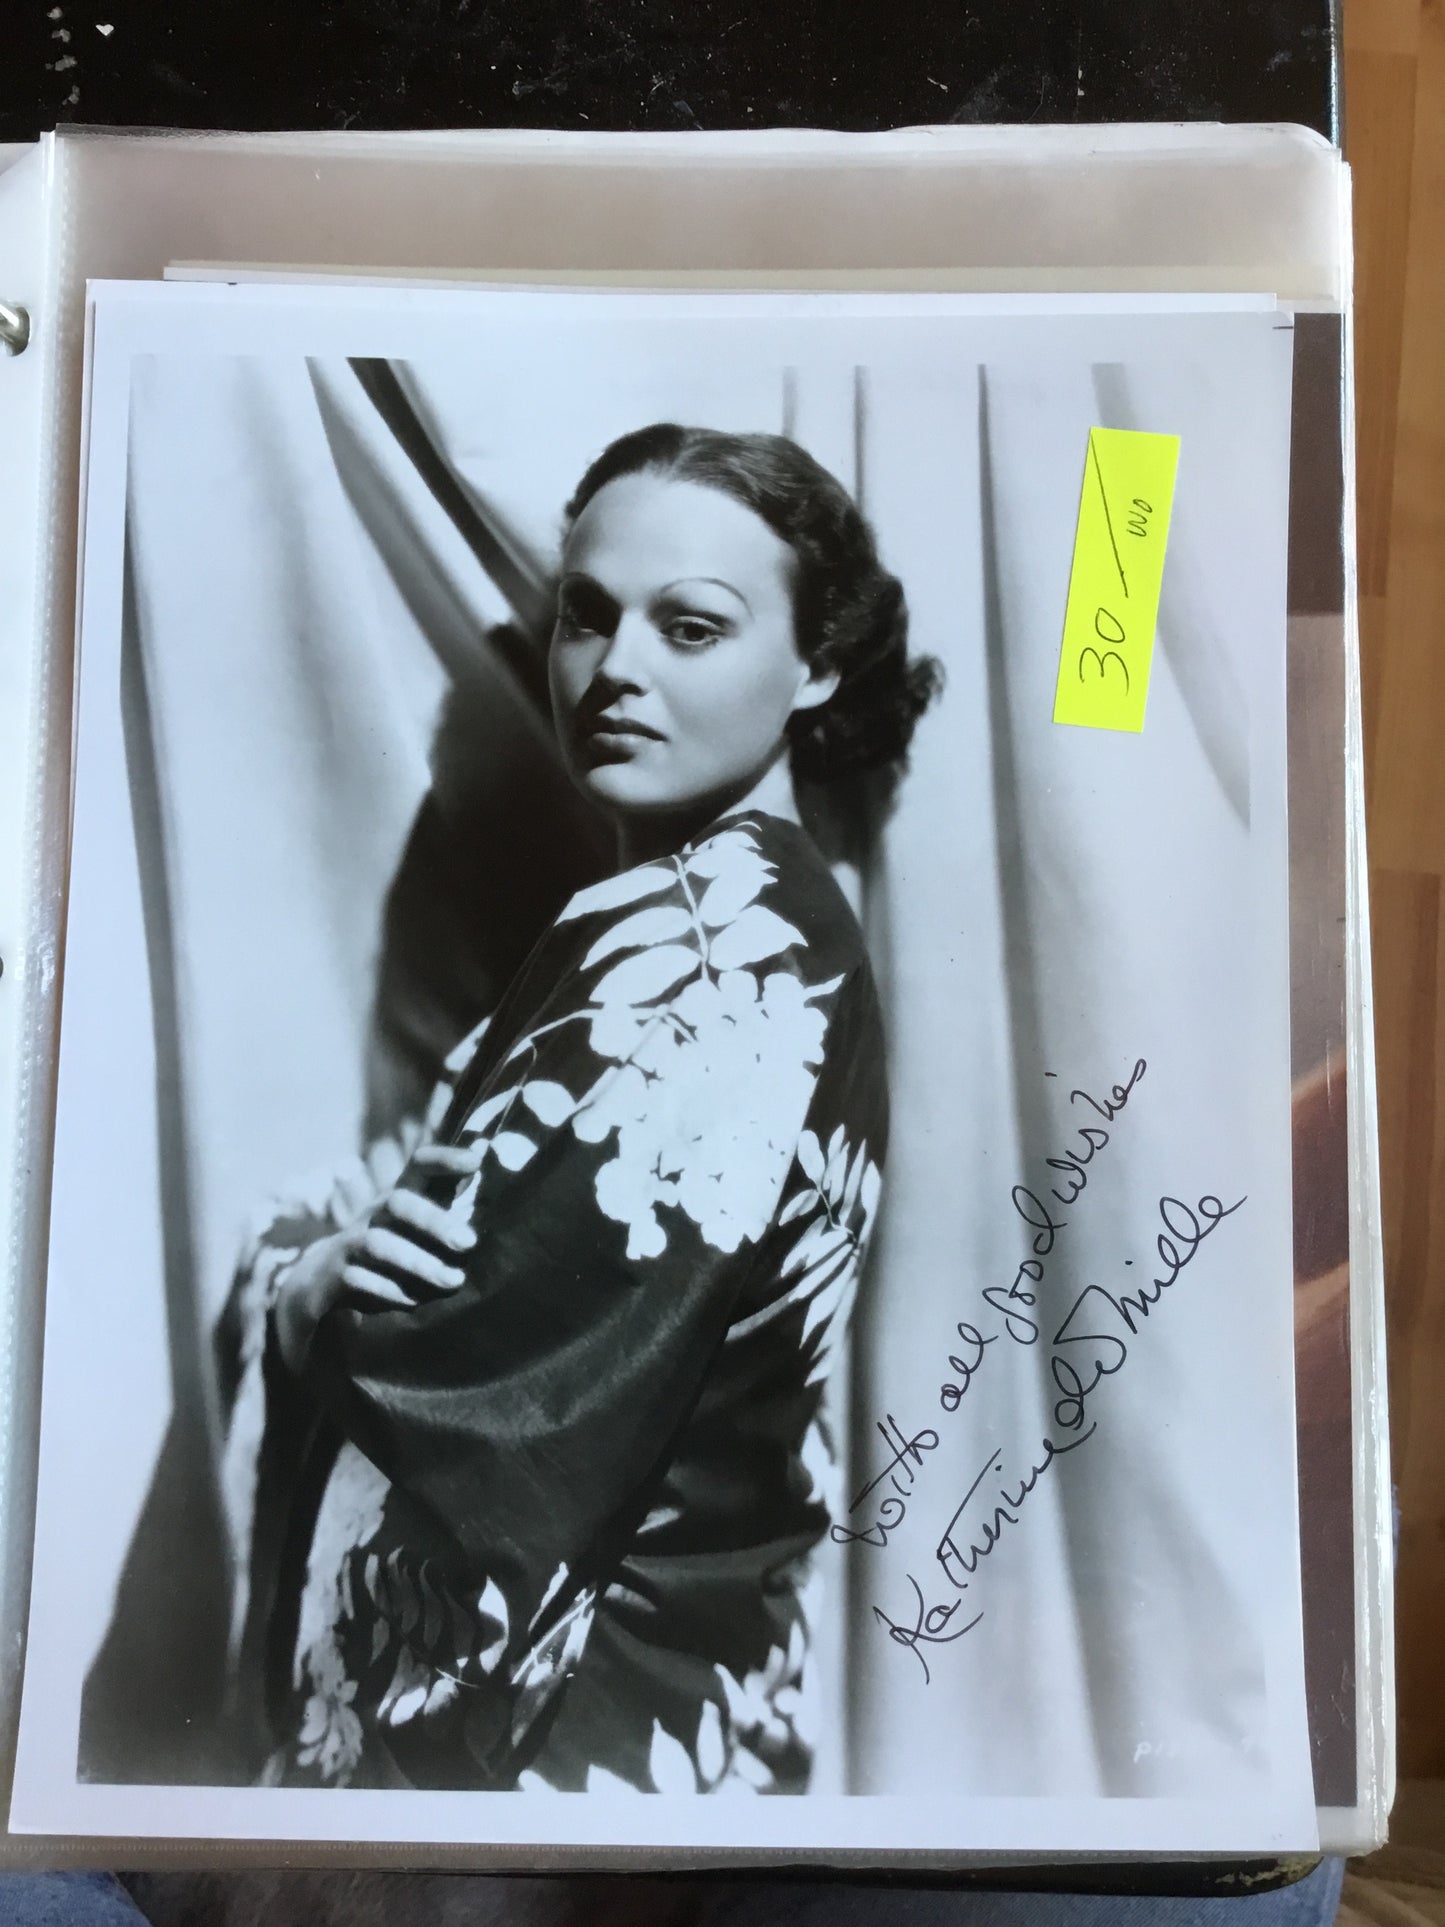 30 —
With all good wishes
Katherine DeMille